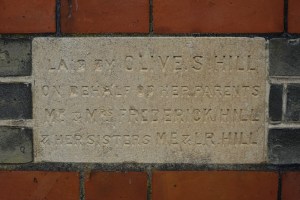 LAID BY OLIVE. S. HILL
ON BEHALF OF HER PARENTS
MR & MRS FREDERICK J. HILL
& HER SISTERS M.E. & I.R. HILL